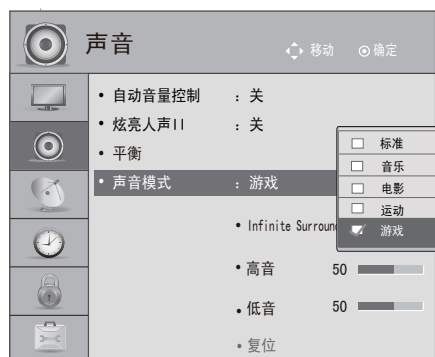 声音 移动 确定
• 自动音量控制 ：关
• 炫亮人声II ：关
• 平衡
• 声音模式 ：游戏
标准
音乐
电影
运动
游戏
• Infinite Surroun
• 高音 50
• 低音 50
• 复位